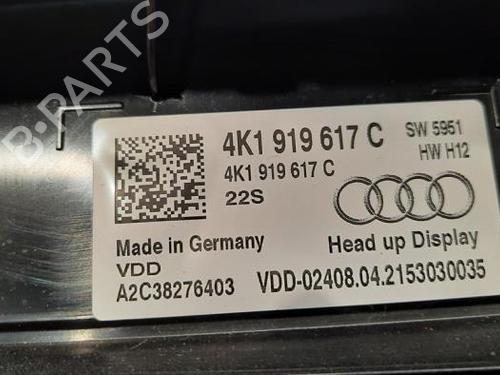 4K1 919 617 C SW 5951
4K1 919 617 C HW H12
22S
Made in Germany Head up Display
VDD
A2C38276403 VDD-02408.04.2153030035
B-PARTS